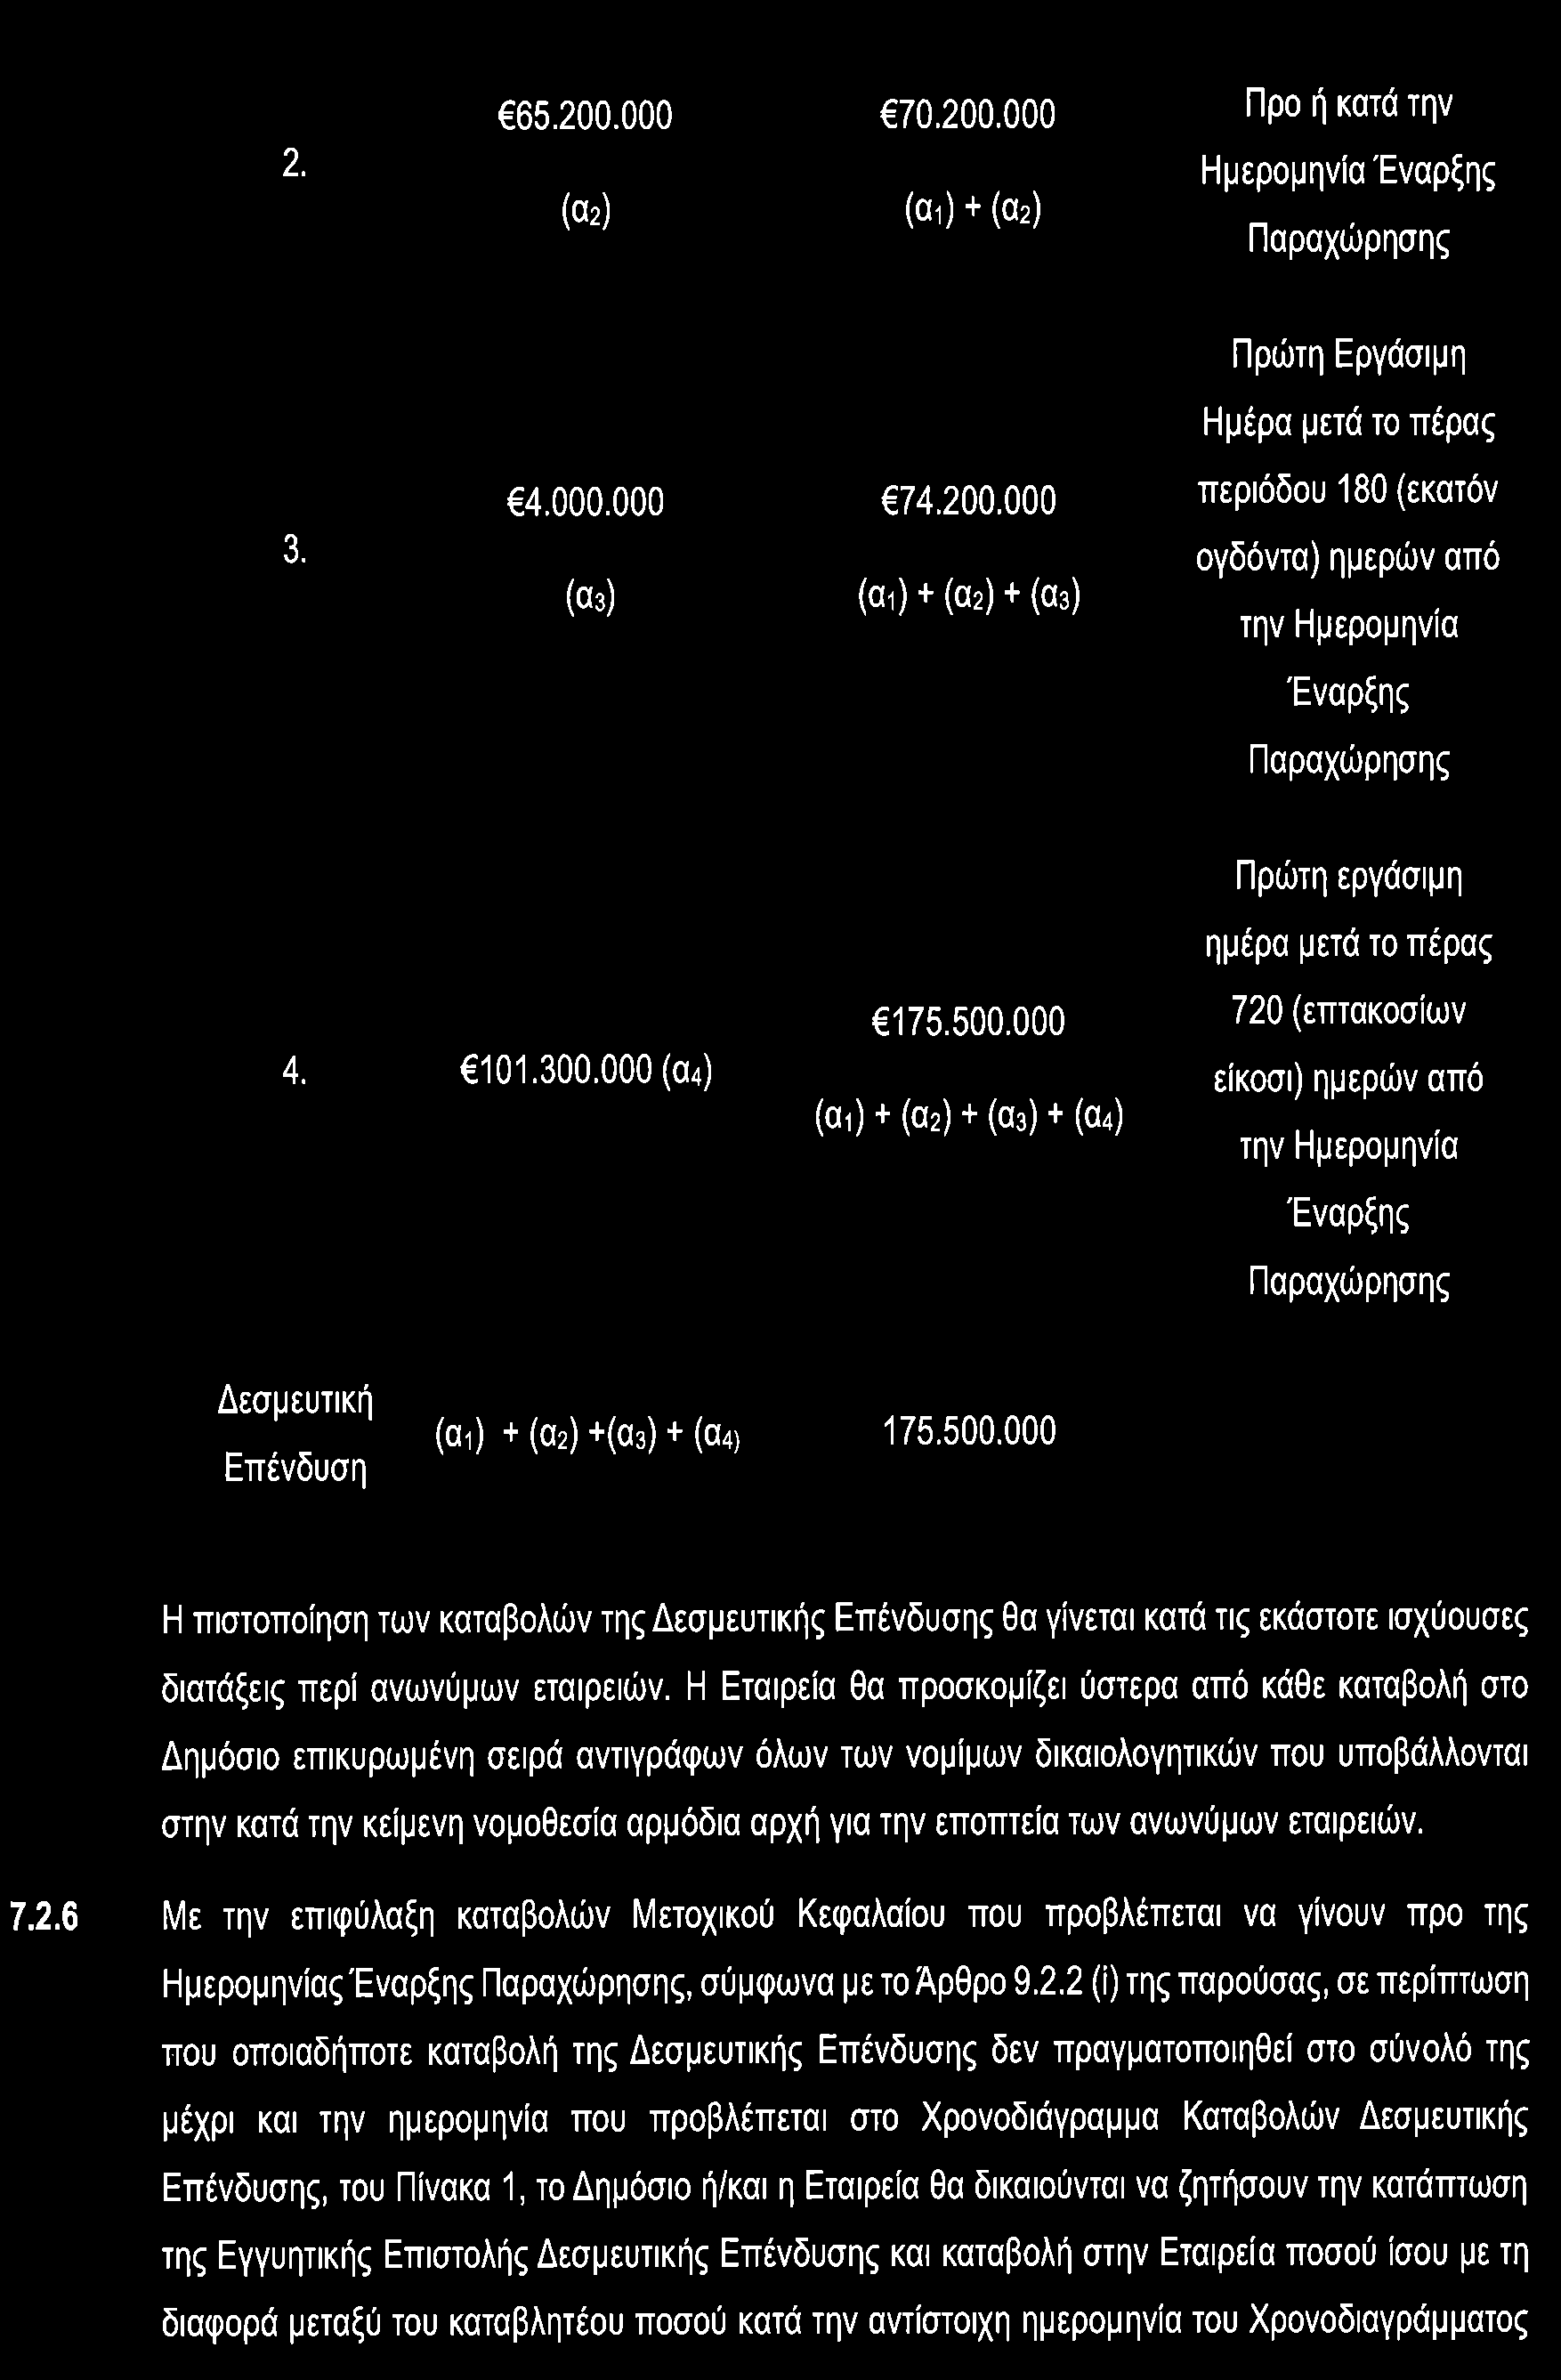 2.
€65.200.000
(α2)
€70.200.000
(α1) + (α2)
Προ ή κατά την
Ημερομηνία Έναρξης
Παραχώρησης
3.
€4.000.000
(α3)
€74.200.000
(α1) + (α2) + (α3)
Πρώτη Εργάσιμη
Ημέρα μετά το πέρας
περιόδου 180 (εκατόν
ογδόντα) ημερών από
την Ημερομηνία
Έναρξης
Παραχώρησης
4.
€101.300.000 (α4)
€175.500.000
(α1) + (α2) + (α3) + (α4)
Πρώτη εργάσιμη
ημέρα μετά το πέρας
720 (επτακοσίων
είκοσι) ημερών από
την Ημερομηνία
Έναρξης
Παραχώρησης
Δεσμευτική
Επένδυση
(α1) + (α2) +(α3) + (α4)
175.500.000
Η πιστοποίηση των καταβολών της Δεσμευτικής Επένδυσης θα γίνεται κατά τις εκάστοτε ισχύουσες
διατάξεις περί ανωνύμων εταιρειών. Η Εταιρεία θα προσκομίζει ύστερα από κάθε καταβολή στο
Δημόσιο επικυρωμένη σειρά αντιγράφων όλων των νομίμων δικαιολογητικών που υποβάλλονται
στην κατά την κείμενη νομοθεσία αρμόδια αρχή για την εποπτεία των ανωνύμων εταιρειών.
7.2.6 Με την επιφύλαξη καταβολών Μετοχικού Κεφαλαίου που προβλέπεται να γίνουν προ της
Ημερομηνίας Έναρξης Παραχώρησης, σύμφωνα με το Άρθρο 9.2.2 (i) της παρούσας, σε περίπτωση
που οποιαδήποτε καταβολή της Δεσμευτικής Επένδυσης δεν πραγματοποιηθεί στο σύνολό της
μέχρι και την ημερομηνία που προβλέπεται στο Χρονοδιάγραμμα Καταβολών Δεσμευτικής
Επένδυσης, του Πίνακα 1, το Δημόσιο ή/και η Εταιρεία θα δικαιούνται να ζητήσουν την κατάπτωση
της Εγγυητικής Επιστολής Δεσμευτικής Επένδυσης και καταβολή στην Εταιρεία ποσού ίσου με τη
διαφορά μεταξύ του καταβλητέου ποσού κατά την αντίστοιχη ημερομηνία του Χρονοδιαγράμματος